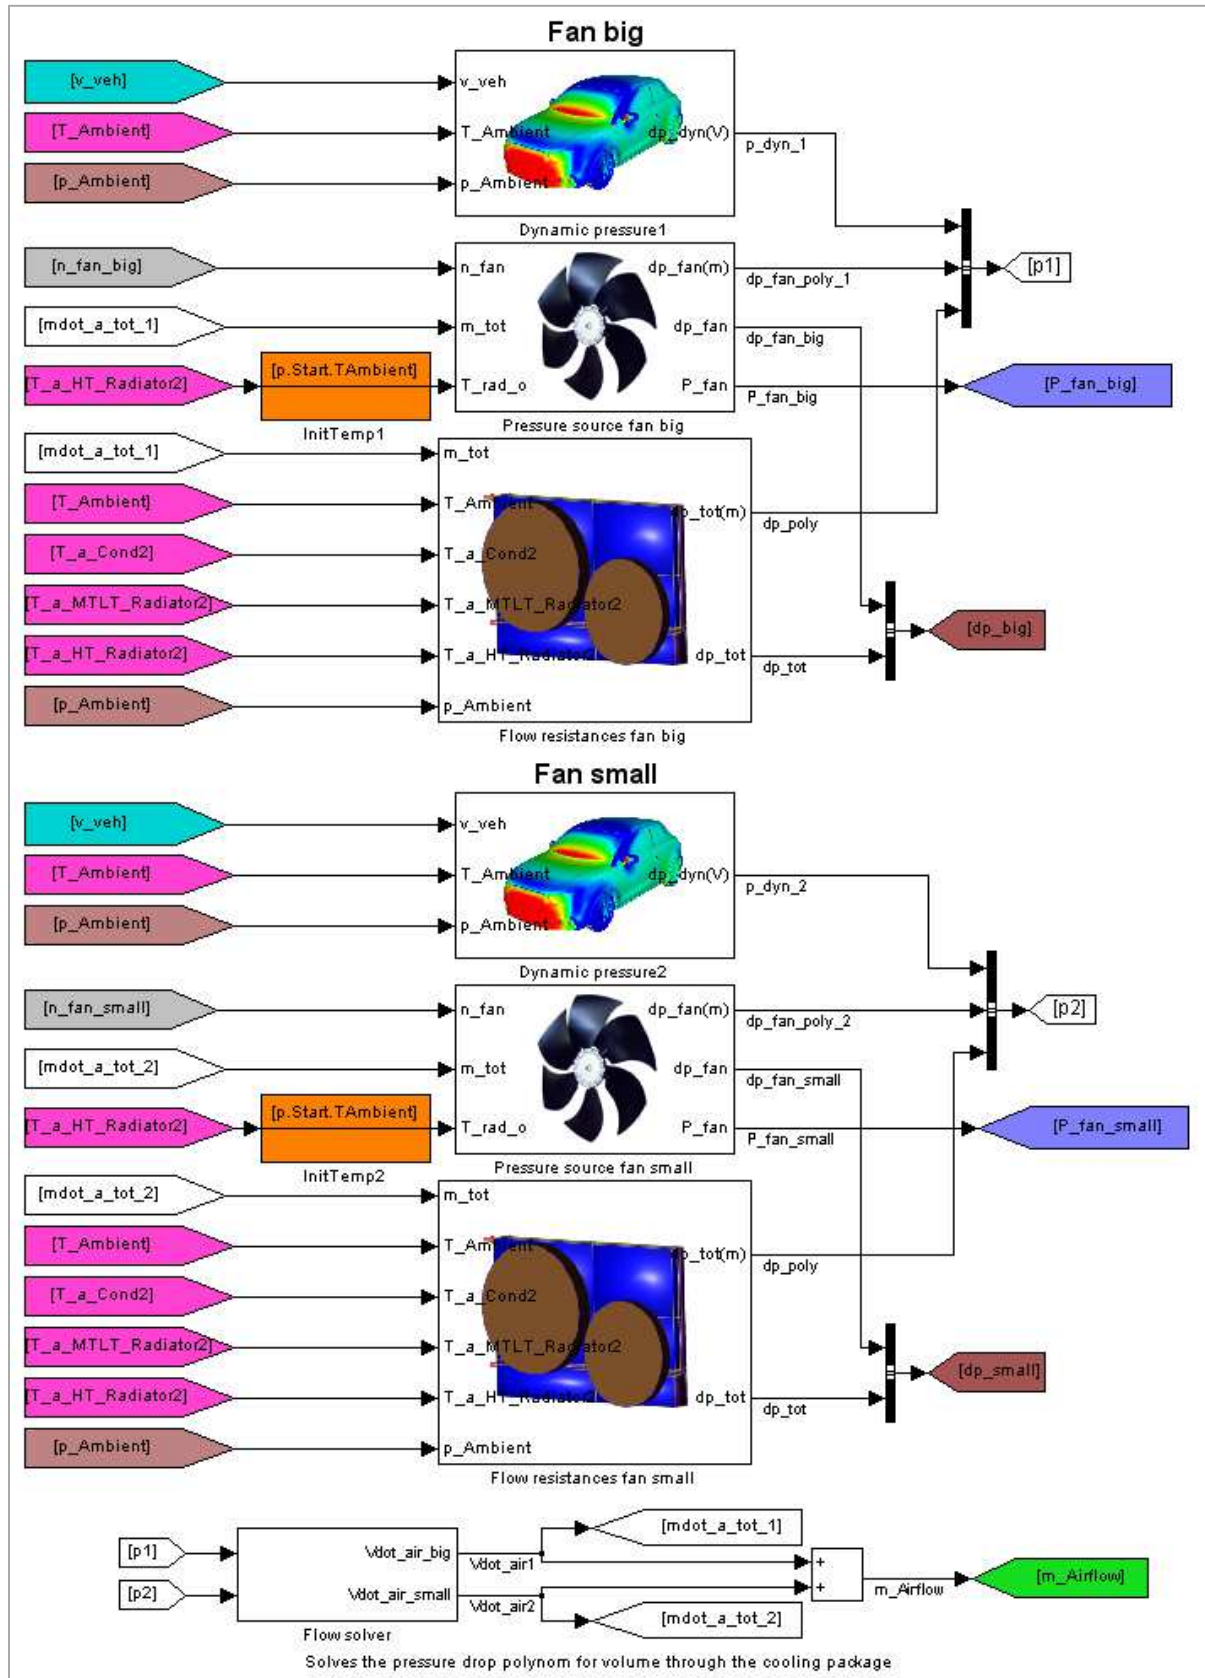 Fan big
[v_veh]
v_veh
[T_Ambient]
T_Ambient
dp_dyn(V)
p_dyn_1
[p_Ambient]
p_Ambient
Dynamic pressure1
[n_fan_big]
n_fan
dp_fan(m)
dp_fan_poly_1
[p1]
[mdot_a_tot_1]
m_tot
dp_fan
dp_fan_big
[T_a_HT_Radiator2]
[p.Start.TAmbient]
T_rad_o
P_fan
P_fan_big
[P_fan_big]
InitTemp1
Pressure source fan big
[mdot_a_tot_1]
m_tot
[T_Ambient]
T_Ambient
dp_tot(m)
dp_poly
[T_a_Cond2]
T_a_Cond2
[T_a_MTLT_Radiator2]
T_a_MTLT_Radiator2
[dp_big]
[T_a_HT_Radiator2]
T_a_HT_Radiator2
dp_tot
dp_tot
[p_Ambient]
p_Ambient
Flow resistances fan big
Fan small
[v_veh]
v_veh
[T_Ambient]
T_Ambient
dp_dyn(V)
p_dyn_2
[p_Ambient]
p_Ambient
Dynamic pressure2
[n_fan_small]
n_fan
dp_fan(m)
dp_fan_poly_2
[p2]
[mdot_a_tot_2]
m_tot
dp_fan
dp_fan_small
[T_a_HT_Radiator2]
[p.Start.TAmbient]
T_rad_o
P_fan
P_fan_small
[P_fan_small]
InitTemp2
Pressure source fan small
[mdot_a_tot_2]
m_tot
[T_Ambient]
T_Ambient
dp_tot(m)
dp_poly
[T_a_Cond2]
T_a_Cond2
[T_a_MTLT_Radiator2]
T_a_MTLT_Radiator2
[dp_small]
[T_a_HT_Radiator2]
T_a_HT_Radiator2
dp_tot
dp_tot
[p_Ambient]
p_Ambient
Flow resistances fan small
[mdot_a_tot_1]
[p1]
Vdot_air_big
Vdot_air1
+
[p2]
Vdot_air_small
Vdot_air2
+
m_Airflow
[m_Airflow]
[mdot_a_tot_2]
Flow solver
Solves the pressure drop polynom for volume through the cooling package